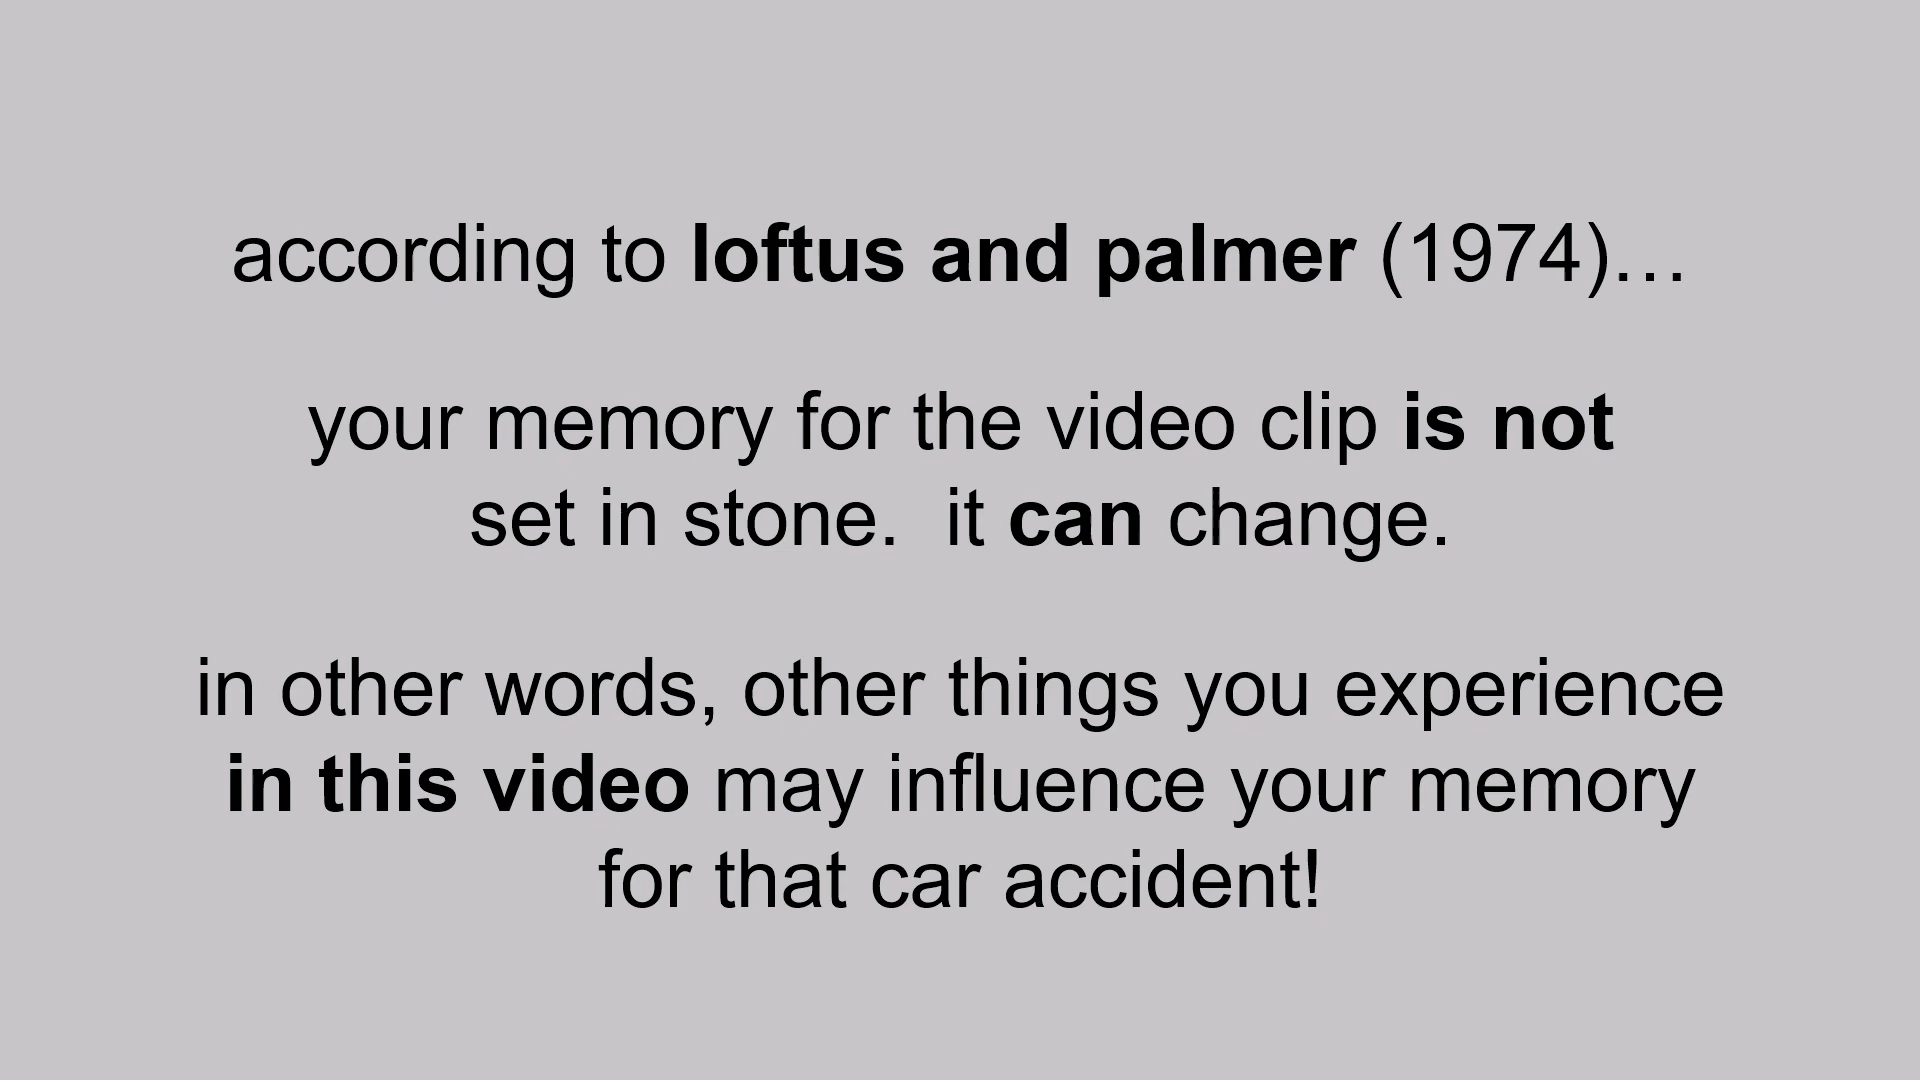 according to loftus and palmer (1974)…
your memory for the video clip is not
set in stone.  it can change.
in other words, other things you experience
in this video may influence your memory
for that car accident!